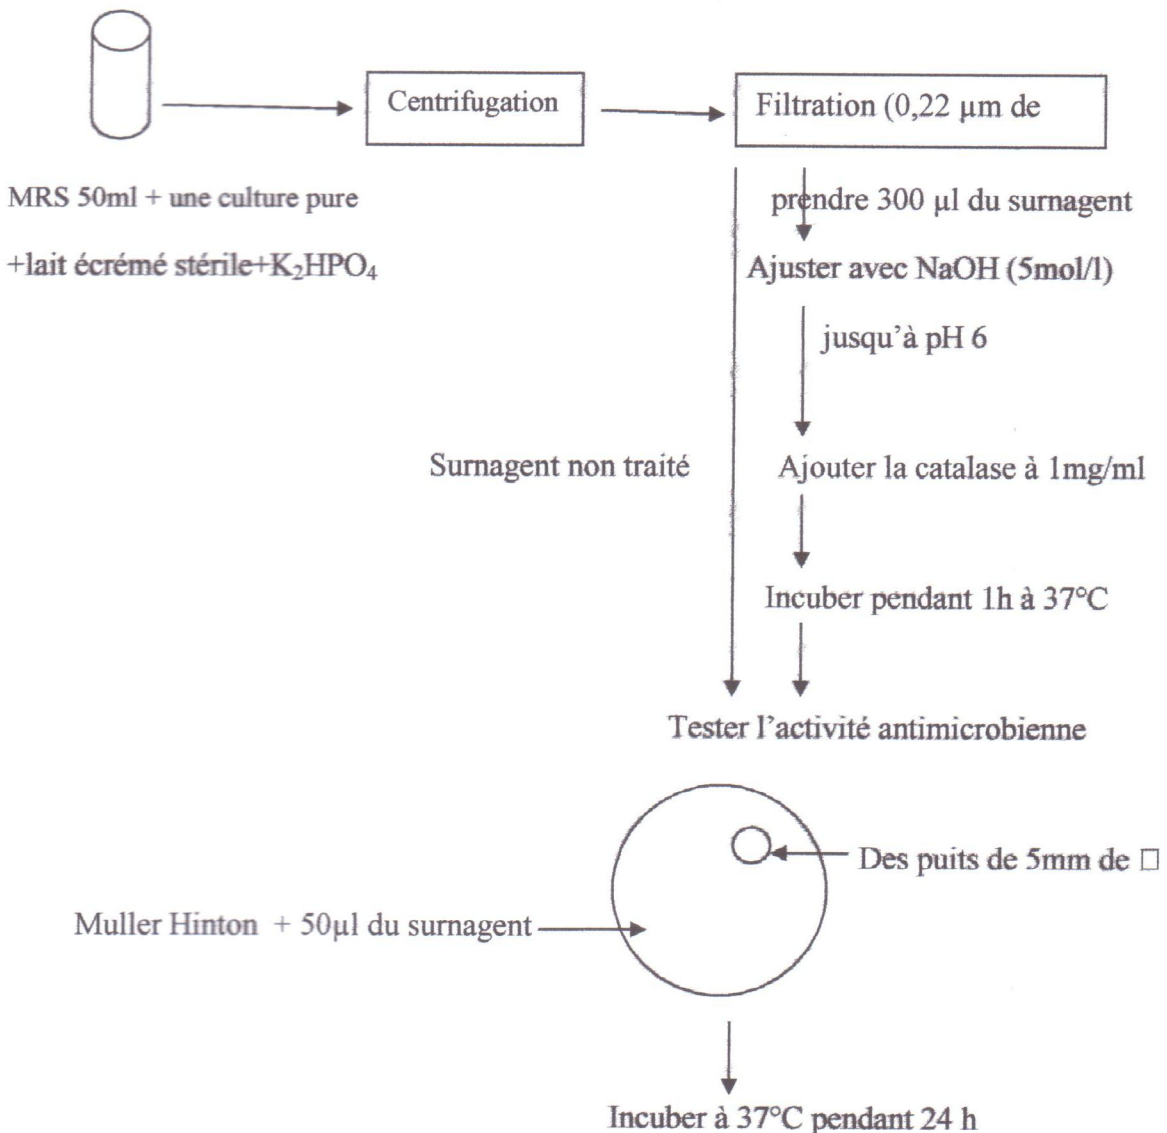 Centrifugation
Filtration (0,22 µm de
MRS 50ml + une culture pure
+lait écrémé stérile+K₂HPO₄
prendre 300 µl du surnagent
Ajuster avec NaOH (5mol/l)
jusqu'à pH 6
Surnagent non traité
Ajouter la catalase à 1mg/ml
Incuber pendant 1h à 37°C
Tester l'activité antimicrobienne
Des puits de 5mm de □
Muller Hinton + 50µl du surnagent
Incuber à 37°C pendant 24 h